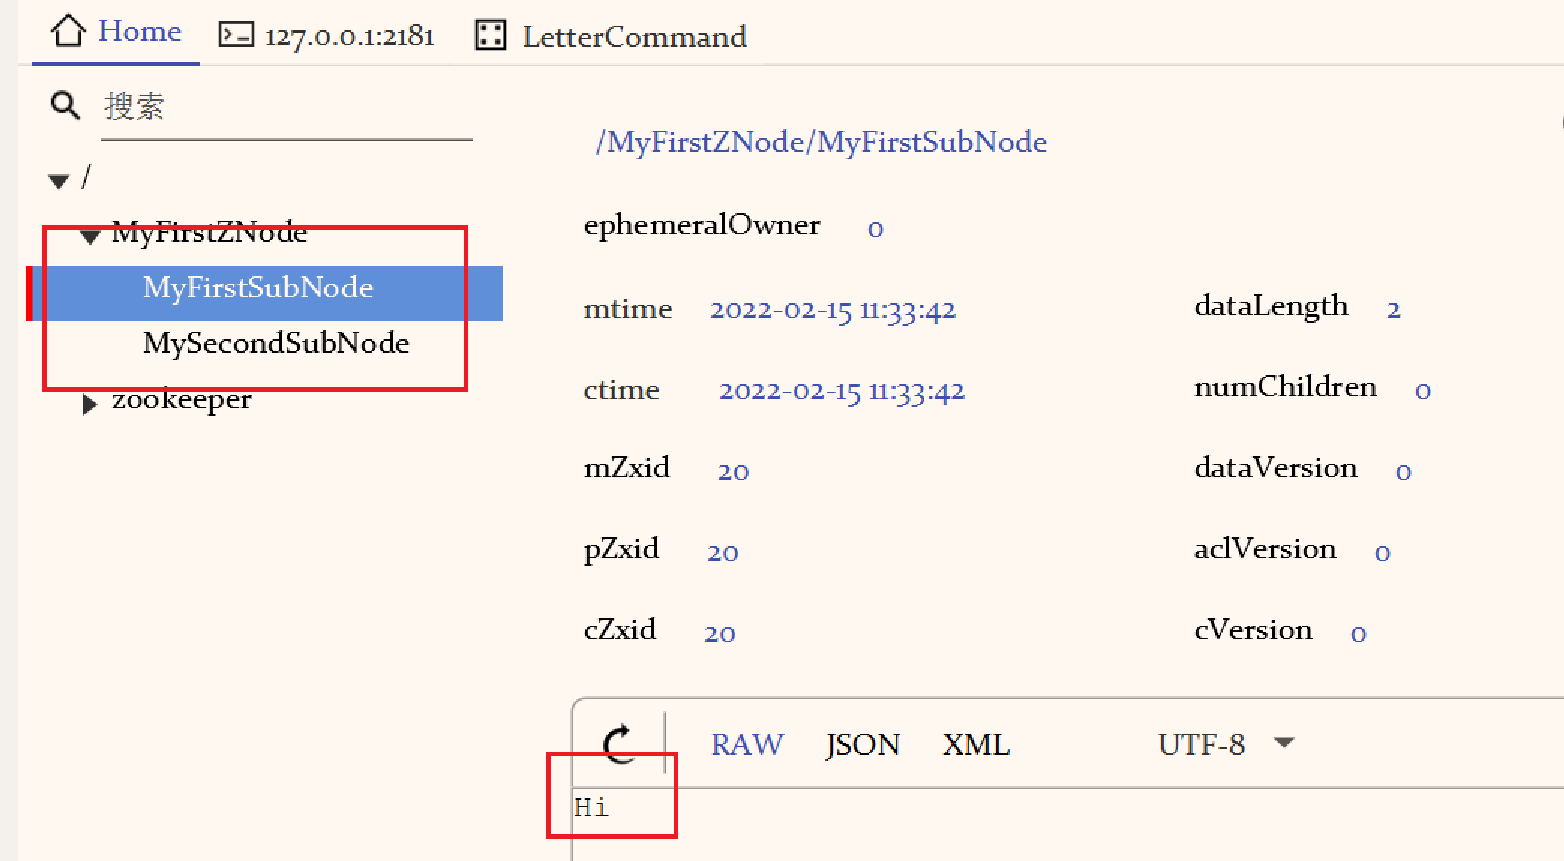 Home 127.0.0.1:2181 LetterCommand
搜索
/
MyFirstZNode
MyFirstSubNode
MySecondSubNode
zookeeper
/MyFirstZNode/MyFirstSubNode
ephemeralOwner 0
mtime 2022-02-15 11:33:42 dataLength 2
ctime 2022-02-15 11:33:42 numChildren 0
mZxid 20 dataVersion 0
pZxid 20 aclVersion 0
cZxid 20 cVersion 0
RAW JSON XML UTF-8
Hi